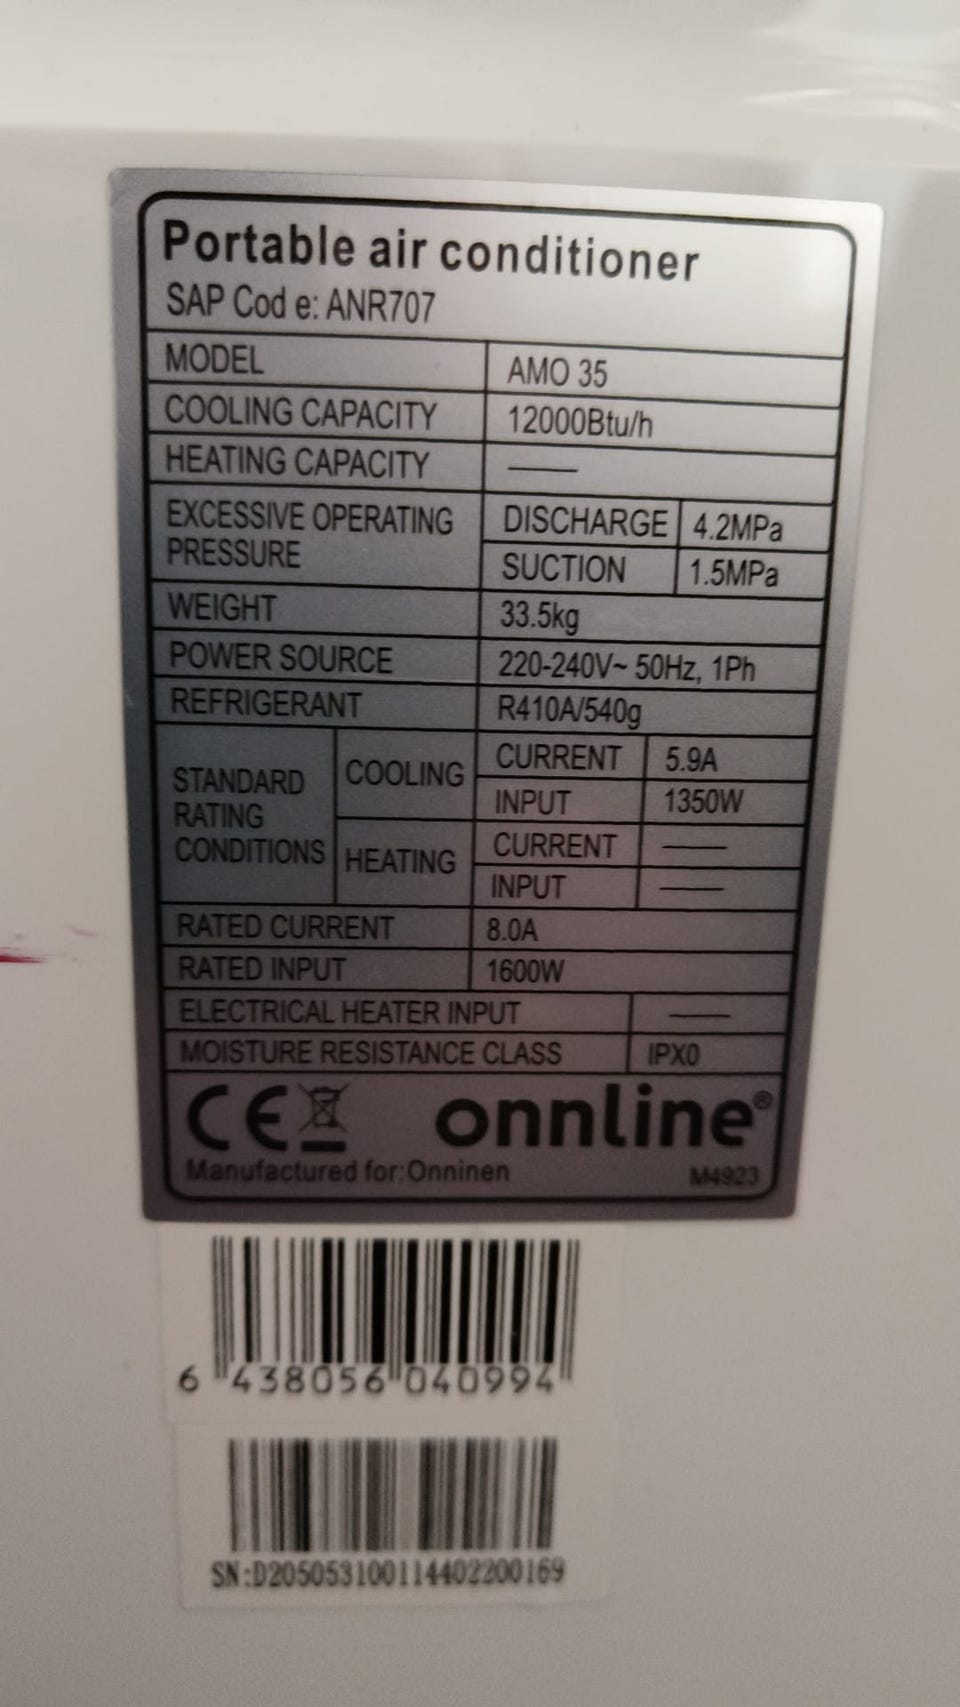 Portable air conditioner
SAP Cod e: ANR707
MODEL AMO 35
COOLING CAPACITY 12000Btu/h
HEATING CAPACITY ——
EXCESSIVE OPERATING PRESSURE DISCHARGE 4.2MPa
SUCTION 1.5MPa
WEIGHT 33.5kg
POWER SOURCE 220-240V~ 50Hz, 1Ph
REFRIGERANT R410A/540g
STANDARD RATING CONDITIONS COOLING CURRENT 5.9A
INPUT 1350W
HEATING CURRENT ——
INPUT ——
RATED CURRENT 8.0A
RATED INPUT 1600W
ELECTRICAL HEATER INPUT ——
MOISTURE RESISTANCE CLASS IPX0
CE onnline®
Manufactured for:Onninen M4923
6 438056 040994
SN:D205053100114402200169